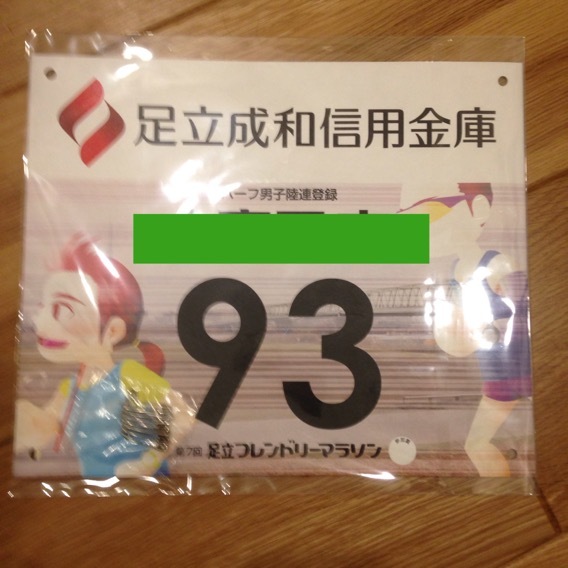 足立成和信用金庫
ハーフ男子陸連登録
93
第7回 足立フレンドリーマラソン